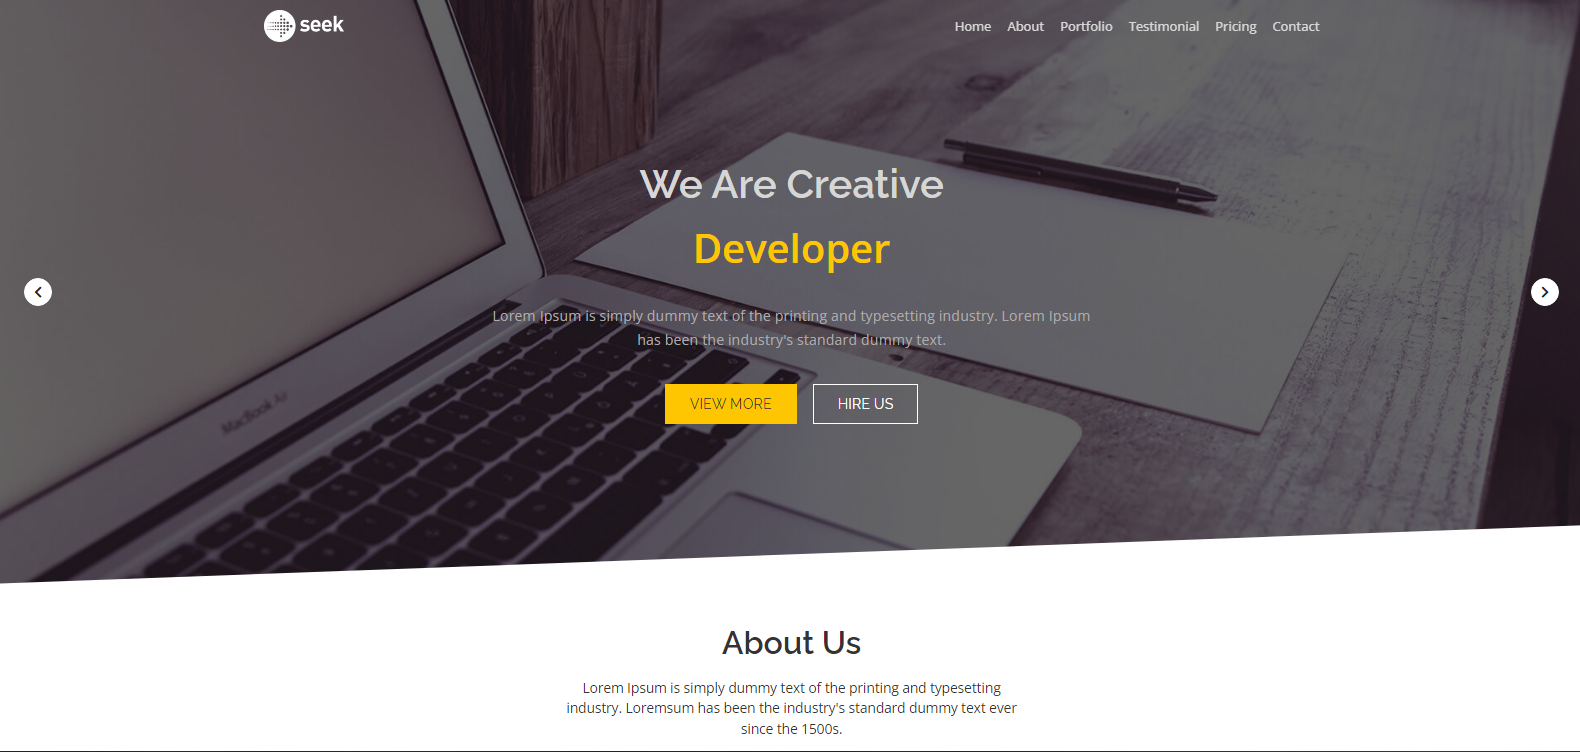 seek
Home About Portfolio Testimonial Pricing Contact
We Are Creative
Developer
Lorem Ipsum is simply dummy text of the printing and typesetting industry. Lorem Ipsum
has been the industry's standard dummy text.
VIEW MORE HIRE US
MacBook Air
About Us
Lorem Ipsum is simply dummy text of the printing and typesetting
industry. Loremsum has been the industry's standard dummy text ever
since the 1500s.